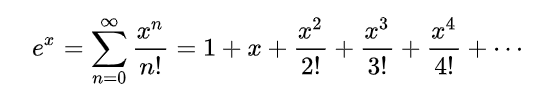 e^x = \sum_{n=0}^{\infty} \frac{x^n}{n!} = 1 + x + \frac{x^2}{2!} + \frac{x^3}{3!} + \frac{x^4}{4!} + \cdots